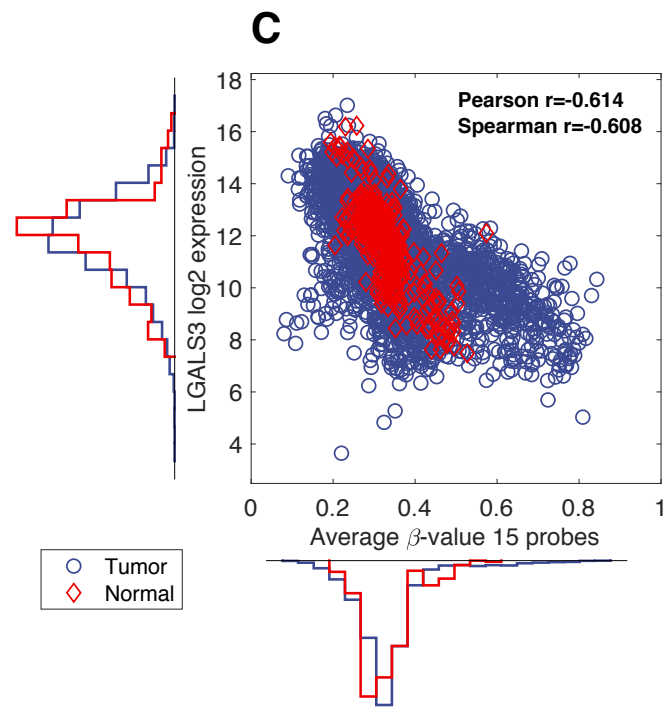 C
18
16
14
12
10
8
6
4
LGALS3 log2 expression
Pearson r=-0.614
Spearman r=-0.608
0 0.2 0.4 0.6 0.8 1
Average β-value 15 probes
Tumor
Normal